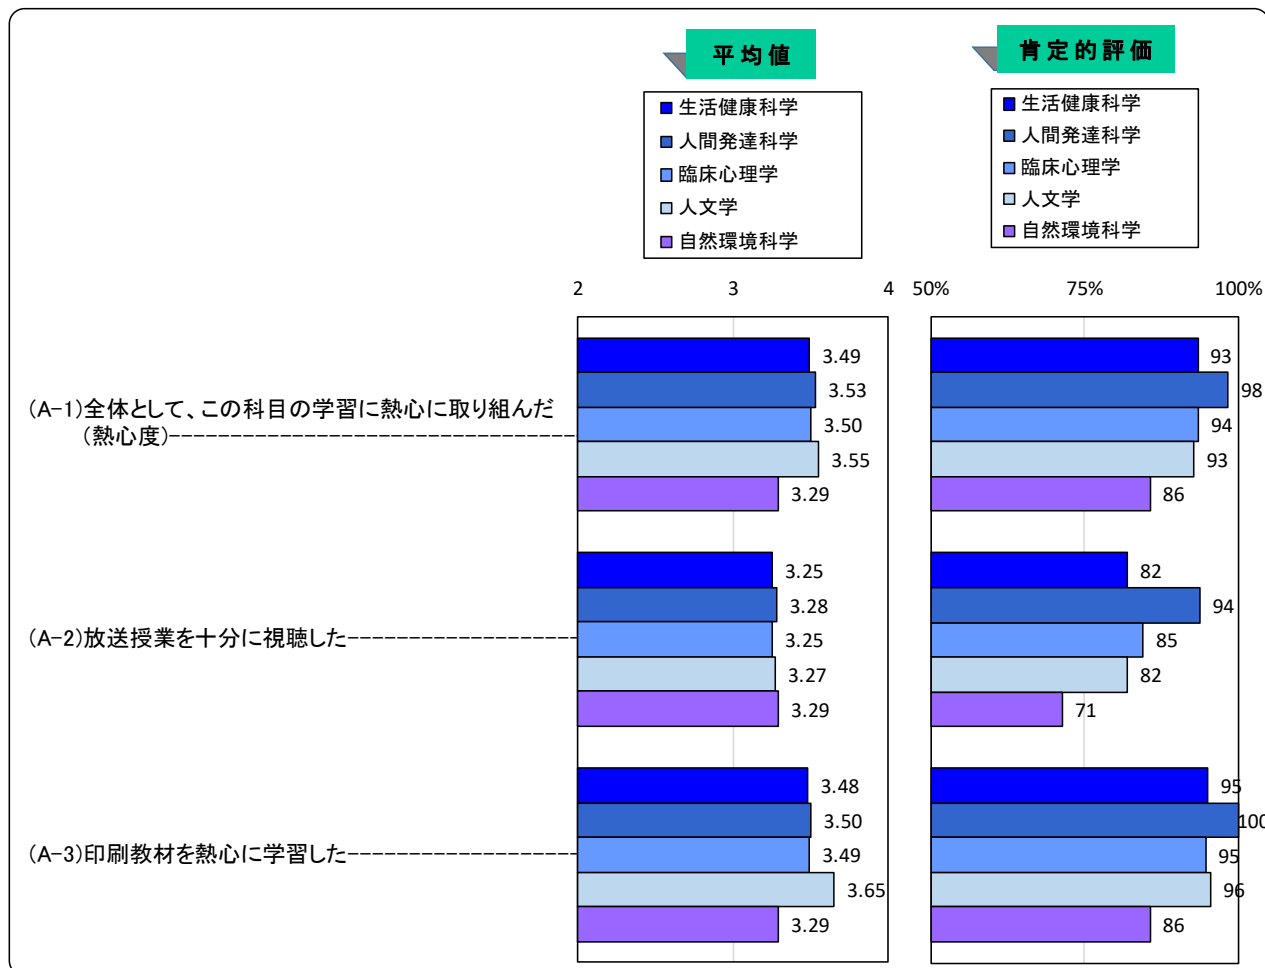 平均値
肯定的評価
生活健康科学
人間発達科学
臨床心理学
人文学
自然環境科学
生活健康科学
人間発達科学
臨床心理学
人文学
自然環境科学
2 3 4
50% 75% 100%
(A-1)全体として、この科目の学習に熱心に取り組んだ
(熱心度)
3.49
3.53
3.50
3.55
3.29
93
98
94
93
86
(A-2)放送授業を十分に視聴した
3.25
3.28
3.25
3.27
3.29
82
94
85
82
71
(A-3)印刷教材を熱心に学習した
3.48
3.50
3.49
3.65
3.29
95
100
95
96
86